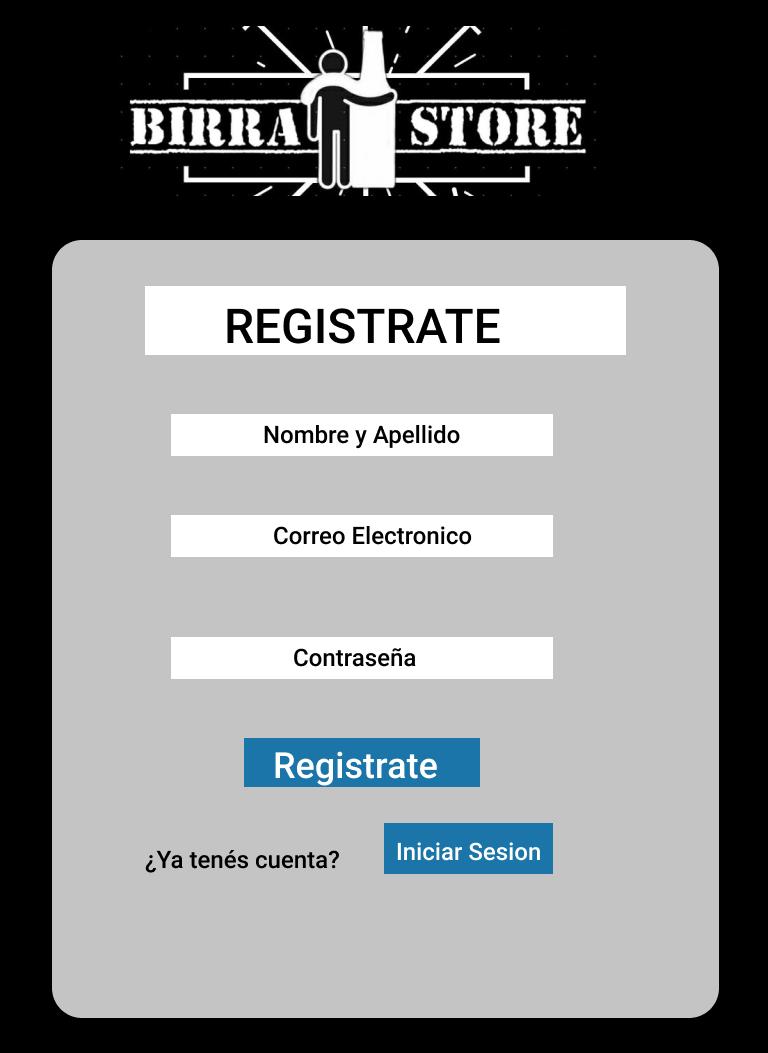 BIRRA STORE
REGISTRATE
Nombre y Apellido
Correo Electronico
Contraseña
Registrate
¿Ya tenés cuenta? Iniciar Sesion